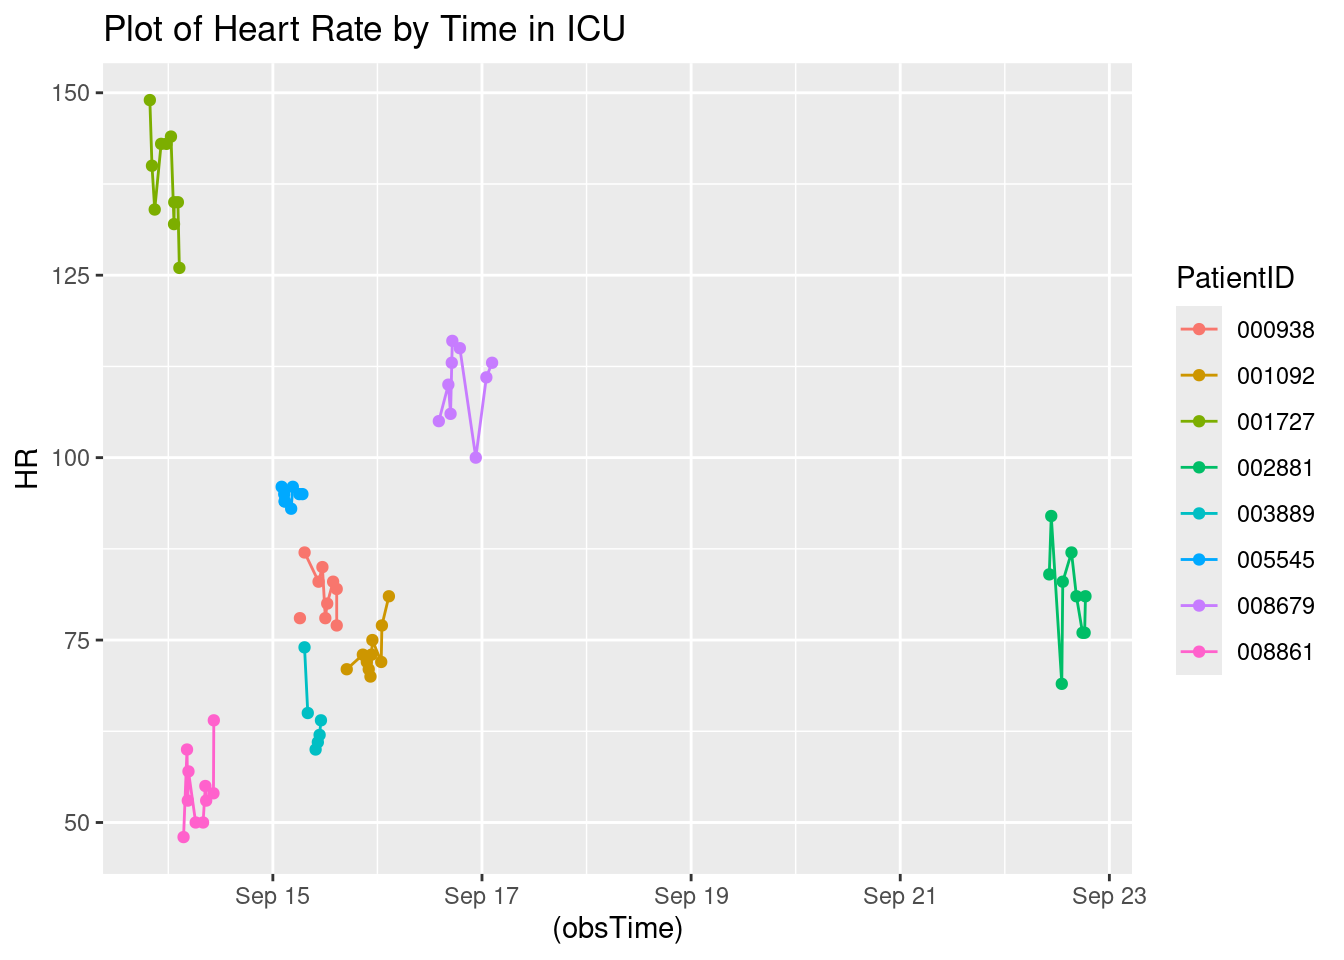 Plot of Heart Rate by Time in ICU
150
125
100
75
50
HR
Sep 15
Sep 17
Sep 19
Sep 21
Sep 23
(obsTime)
PatientID
000938
001092
001727
002881
003889
005545
008679
008861